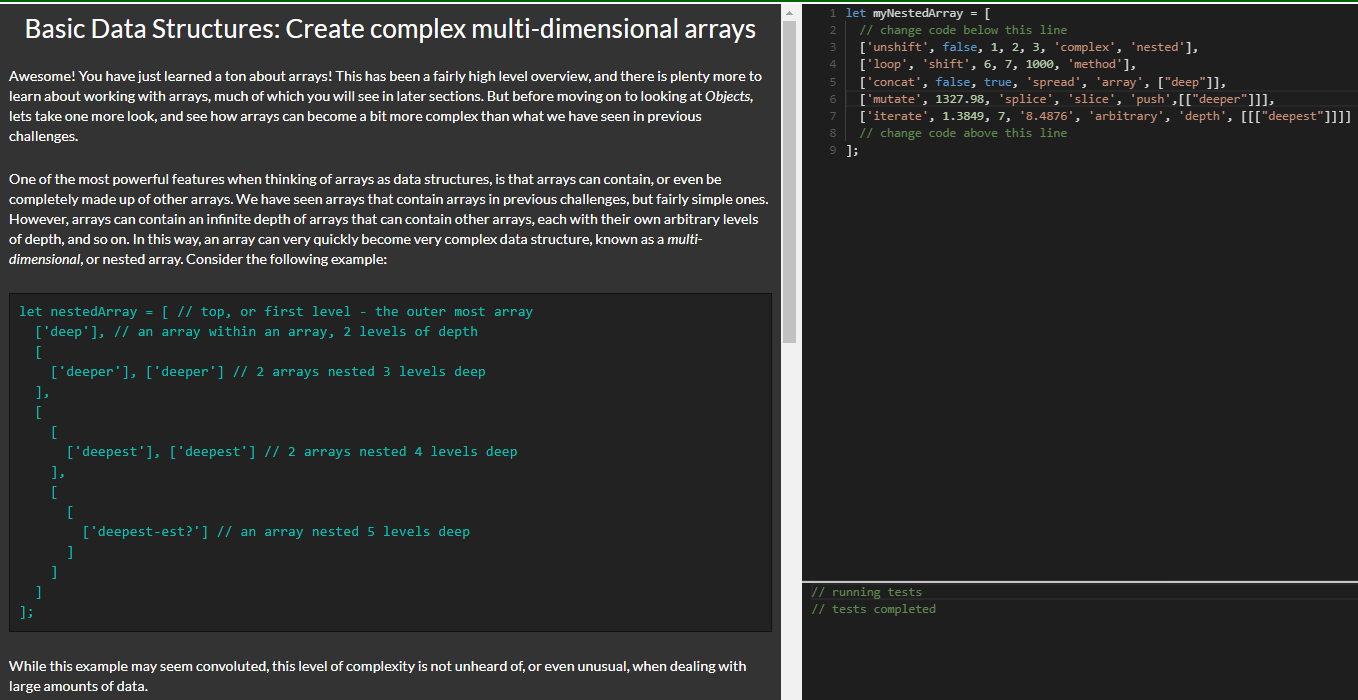 Basic Data Structures: Create complex multi-dimensional arrays
Awesome! You have just learned a ton about arrays! This has been a fairly high level overview, and there is plenty more to
learn about working with arrays, much of which you will see in later sections. But before moving on to looking at Objects,
lets take one more look, and see how arrays can become a bit more complex than what we have seen in previous
challenges.
One of the most powerful features when thinking of arrays as data structures, is that arrays can contain, or even be
completely made up of other arrays. We have seen arrays that contain arrays in previous challenges, but fairly simple ones.
However, arrays can contain an infinite depth of arrays that can contain other arrays, each with their own arbitrary levels
of depth, and so on. In this way, an array can very quickly become very complex data structure, known as a multi-
dimensional, or nested array. Consider the following example:
let nestedArray = [ // top, or first level - the outer most array
  ['deep'], // an array within an array, 2 levels of depth
  [
    ['deeper'], ['deeper'] // 2 arrays nested 3 levels deep
  ],
  [
    [
      ['deepest'], ['deepest'] // 2 arrays nested 4 levels deep
    ],
    [
      [
        ['deepest-est?'] // an array nested 5 levels deep
      ]
    ]
  ]
];
While this example may seem convoluted, this level of complexity is not unheard of, or even unusual, when dealing with
large amounts of data.
1 let myNestedArray = [
2   // change code below this line
3   ['unshift', false, 1, 2, 3, 'complex', 'nested'],
4   ['loop', 'shift', 6, 7, 1000, 'method'],
5   ['concat', false, true, 'spread', 'array', ["deep"]],
6   ['mutate', 1327.98, 'splice', 'slice', 'push',[["deeper"]]],
7   ['iterate', 1.3849, 7, '8.4876', 'arbitrary', 'depth', [[["deepest"]]]]
8   // change code above this line
9 ];
// running tests
// tests completed